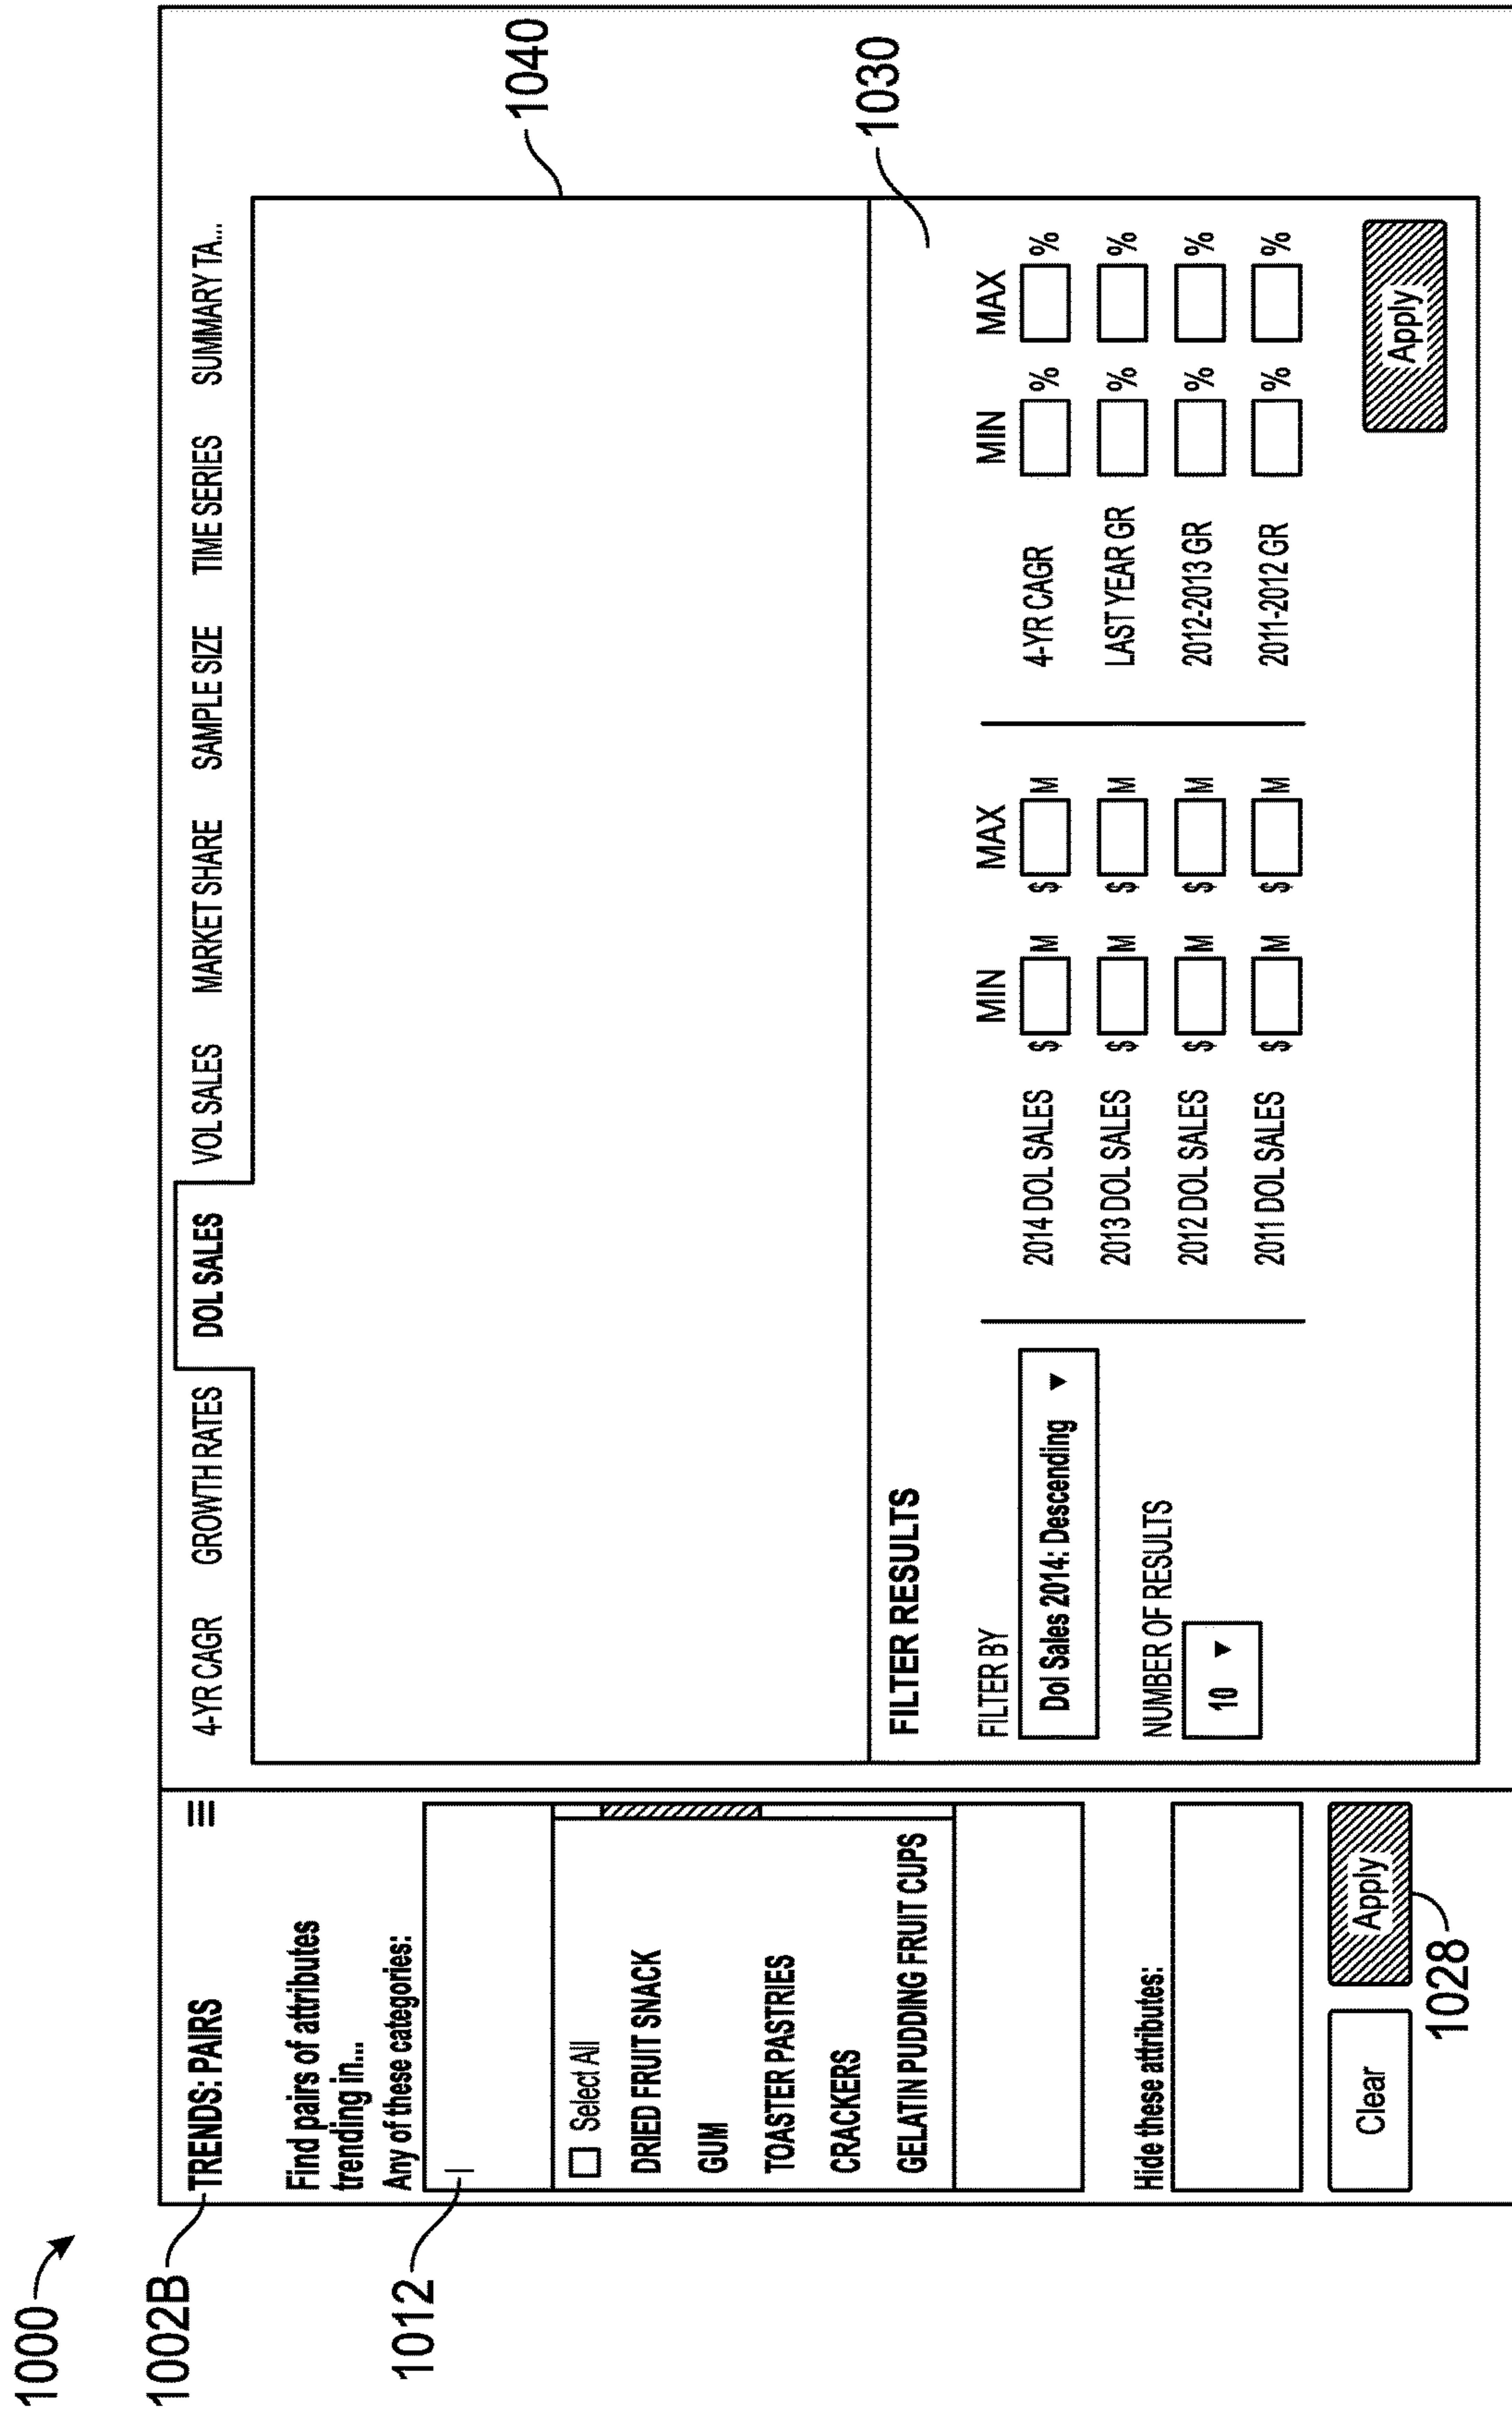 1000
1002B
TRENDS: PAIRS
4-YR CAGR GROWTH RATES DOL SALES VOL SALES MARKET SHARE SAMPLE SIZE TIME SERIES SUMMARY TA...
Find pairs of attributes
trending in...
Any of these categories:
1012
Select All
DRIED FRUIT SNACK
GUM
TOASTER PASTRIES
CRACKERS
GELATIN PUDDING FRUIT CUPS
Hide these attributes:
Clear Apply
1028
1040
1030
FILTER RESULTS
FILTER BY
Dol Sales 2014: Descending ▼
NUMBER OF RESULTS
10 ▼
MIN MAX
2014 DOL SALES $ M $ M
2013 DOL SALES $ M $ M
2012 DOL SALES $ M $ M
2011 DOL SALES $ M $ M
MIN MAX
4-YR CAGR % %
LAST YEAR GR % %
2012-2013 GR % %
2011-2012 GR % %
Apply